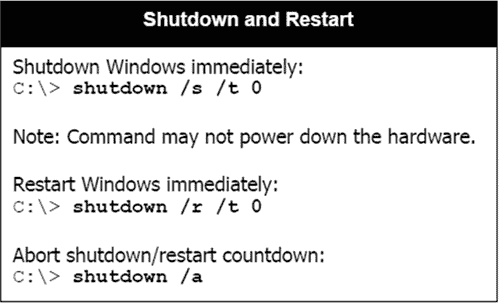 Shutdown and Restart
Shutdown Windows immediately:
C:\> shutdown /s /t 0
Note: Command may not power down the hardware.
Restart Windows immediately:
C:\> shutdown /r /t 0
Abort shutdown/restart countdown:
C:\> shutdown /a